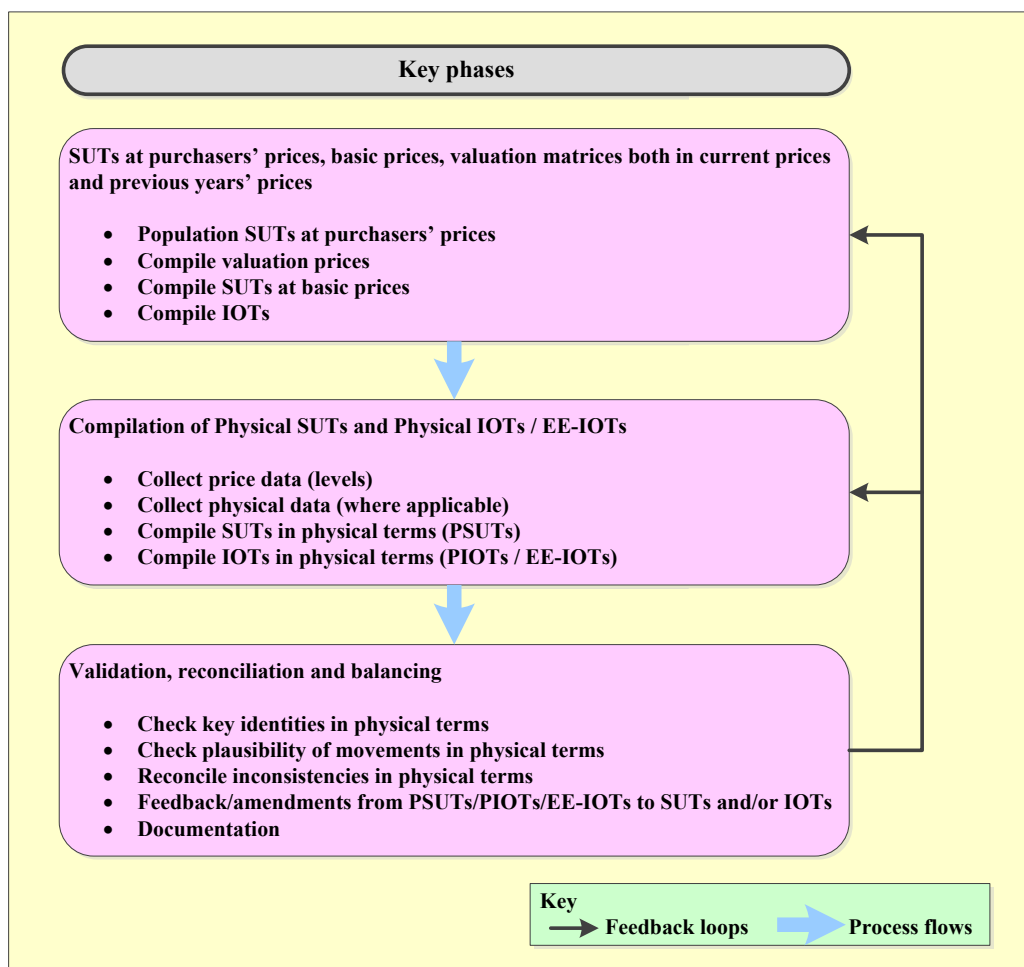 Key phases
SUTs at purchasers’ prices, basic prices, valuation matrices both in current prices
and previous years’ prices
• Population SUTs at purchasers’ prices
• Compile valuation prices
• Compile SUTs at basic prices
• Compile IOTs
Compilation of Physical SUTs and Physical IOTs / EE-IOTs
• Collect price data (levels)
• Collect physical data (where applicable)
• Compile SUTs in physical terms (PSUTs)
• Compile IOTs in physical terms (PIOTs / EE-IOTs)
Validation, reconciliation and balancing
• Check key identities in physical terms
• Check plausibility of movements in physical terms
• Reconcile inconsistencies in physical terms
• Feedback/amendments from PSUTs/PIOTs/EE-IOTs to SUTs and/or IOTs
• Documentation
Key
Feedback loops
Process flows